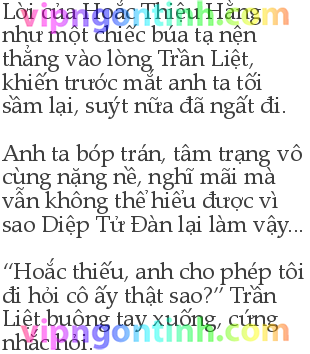 Lời của Hoắc Thiệu Hằng
như một chiếc búa tạ nện
thẳng vào lòng Trần Liệt,
khiến trước mắt anh ta tối
sầm lại, suýt nữa đã ngất đi.
Anh ta bóp trán, tâm trạng vô
cùng nặng nề, nghĩ mãi mà
vẫn không thể hiểu được vì
sao Diệp Tử Đàn lại làm vậy...
“Hoắc thiếu, anh cho phép tôi
đi hỏi cô ấy thật sao?” Trần
Liệt buông tay xuống, cứng
nhắc hỏi.
vipngontinh.com
vipngontinh.com